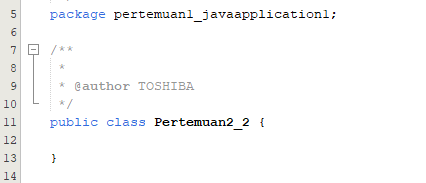 5 package pertemuan1_javaapplication1;
6
7 /**
8 *
9 * @author TOSHIBA
10 */
11 public class Pertemuan2_2 {
12
13 }
14